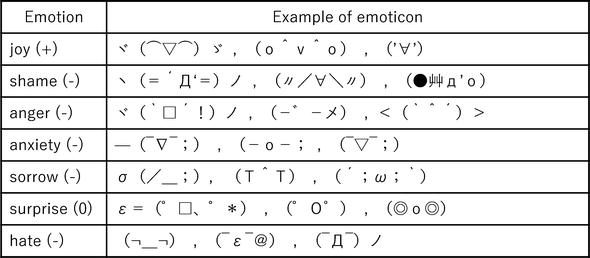 Emotion Example of emoticon
joy (+) ヾ（⌒▽⌒）ゞ，（ｏ＾ｖ＾ｏ），（’∀’）
shame (-) ヽ（＝´Д‘＝）ノ，（〃／∀＼〃），（●艸д’ｏ）
anger (-) ヾ（｀□´！）ノ，（−゜−メ），＜（｀＾´）＞
anxiety (-) ―（￣∇￣；），（−ｏ−；，（￣▽￣；）
sorrow (-) σ（／＿；），（Ｔ＾Ｔ），（´；ω；｀）
surprise (0) ε＝（゜□、゜＊），（゜Ｏ゜），（◎ｏ◎）
hate (-) （¬＿¬），（￣ε￣＠），（￣Д￣）ノ